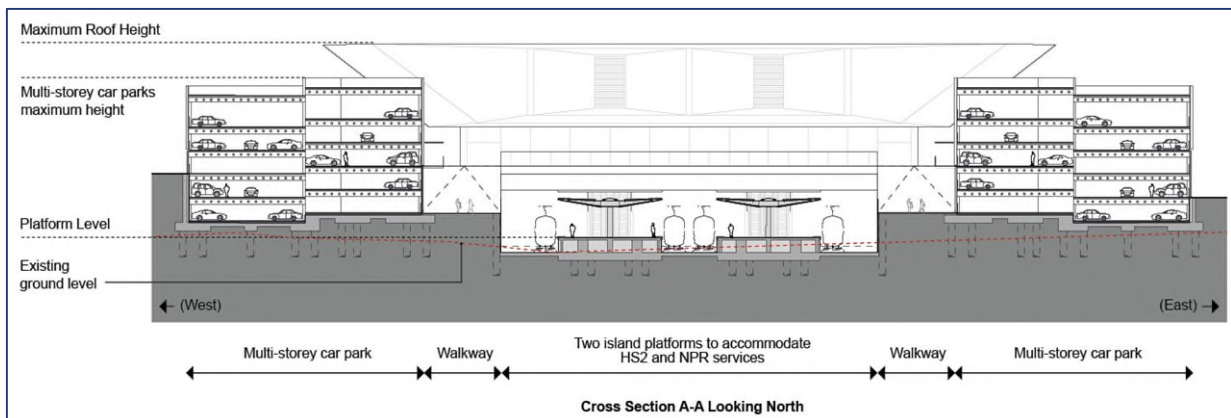 Maximum Roof Height
Multi-storey car parks
maximum height
Platform Level
Existing
ground level
(West)
(East)
Multi-storey car park
Walkway
Two island platforms to accommodate
HS2 and NPR services
Walkway
Multi-storey car park
Cross Section A-A Looking North